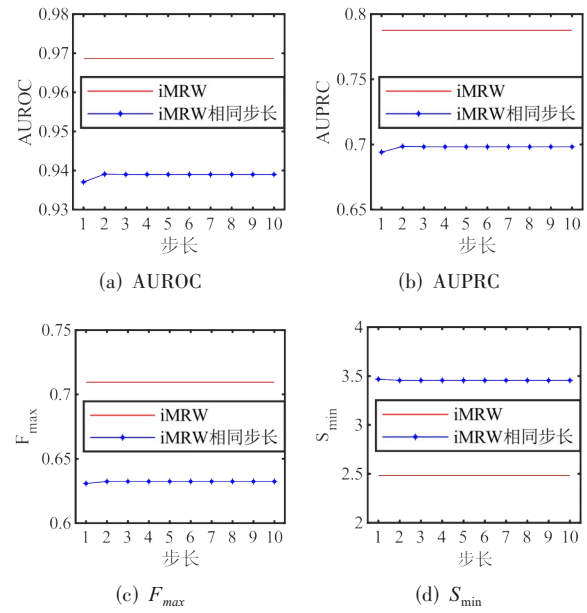 0.98
0.97
0.96
0.95
0.94
0.93
AUROC
iMRW
iMRW相同步长
1 2 3 4 5 6 7 8 9 10
步长
(a) AUROC
0.8
0.75
0.7
0.65
AUPRC
iMRW
iMRW相同步长
1 2 3 4 5 6 7 8 9 10
步长
(b) AUPRC
0.75
0.7
0.65
0.6
Fmax
iMRW
iMRW相同步长
1 2 3 4 5 6 7 8 9 10
步长
(c) Fmax
4
3.5
3
2.5
2
Smin
iMRW
iMRW相同步长
1 2 3 4 5 6 7 8 9 10
步长
(d) Smin